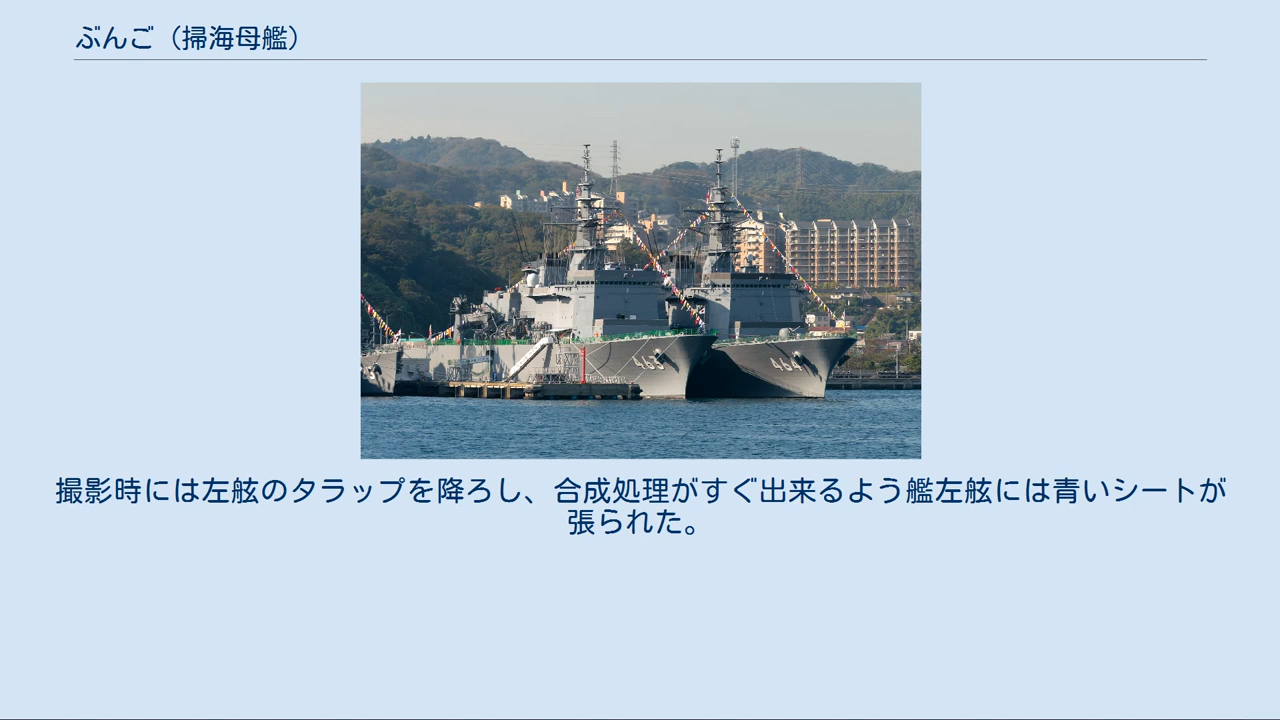 ぶんご（掃海母艦）
463
464
撮影時には左舷のタラップを降ろし、合成処理がすぐ出来るよう艦左舷には青いシートが
張られた。